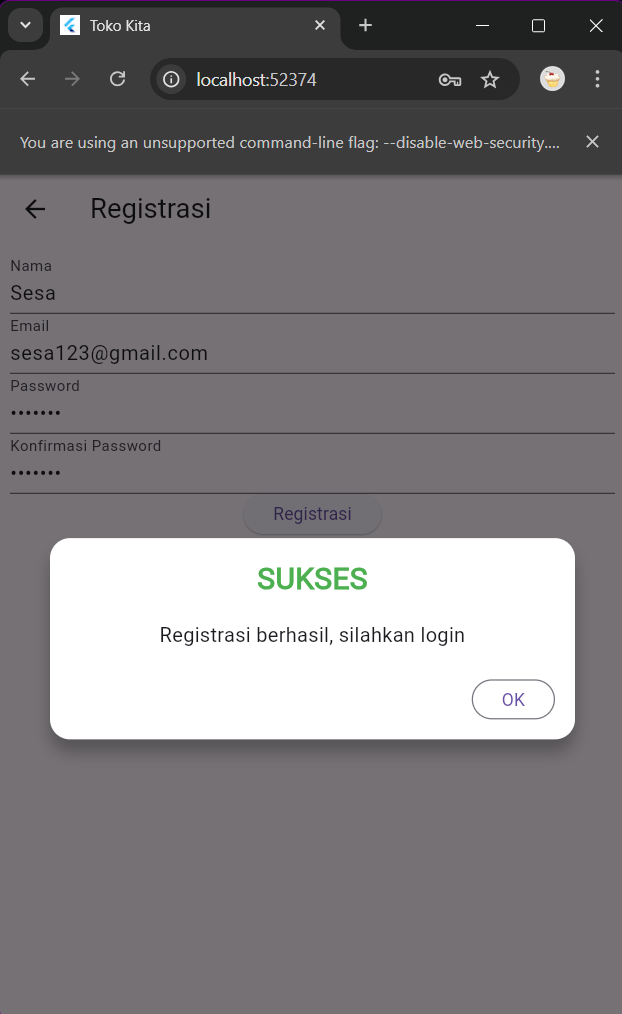 Toko Kita
localhost:52374
You are using an unsupported command-line flag: --disable-web-security....
Registrasi
Nama
Sesa
Email
sesa123@gmail.com
Password
•••••••
Konfirmasi Password
•••••••
Registrasi
SUKSES
Registrasi berhasil, silahkan login
OK